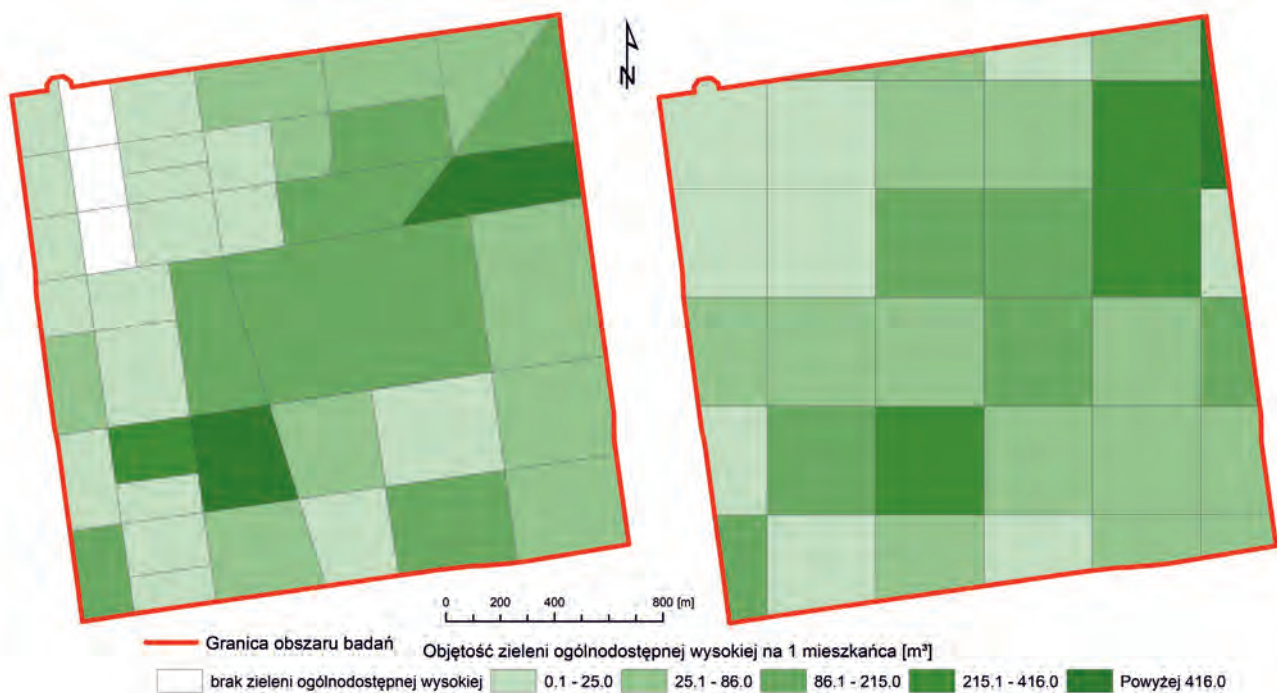 N
0 200 400 800 [m]
Granica obszaru badań
Objętość zieleni ogólnodostępnej wysokiej na 1 mieszkańca [m³]
brak zieleni ogólnodostępnej wysokiej 0.1 - 25.0 25.1 - 86.0 86.1 - 215.0 215.1 - 416.0 Powyżej 416.0